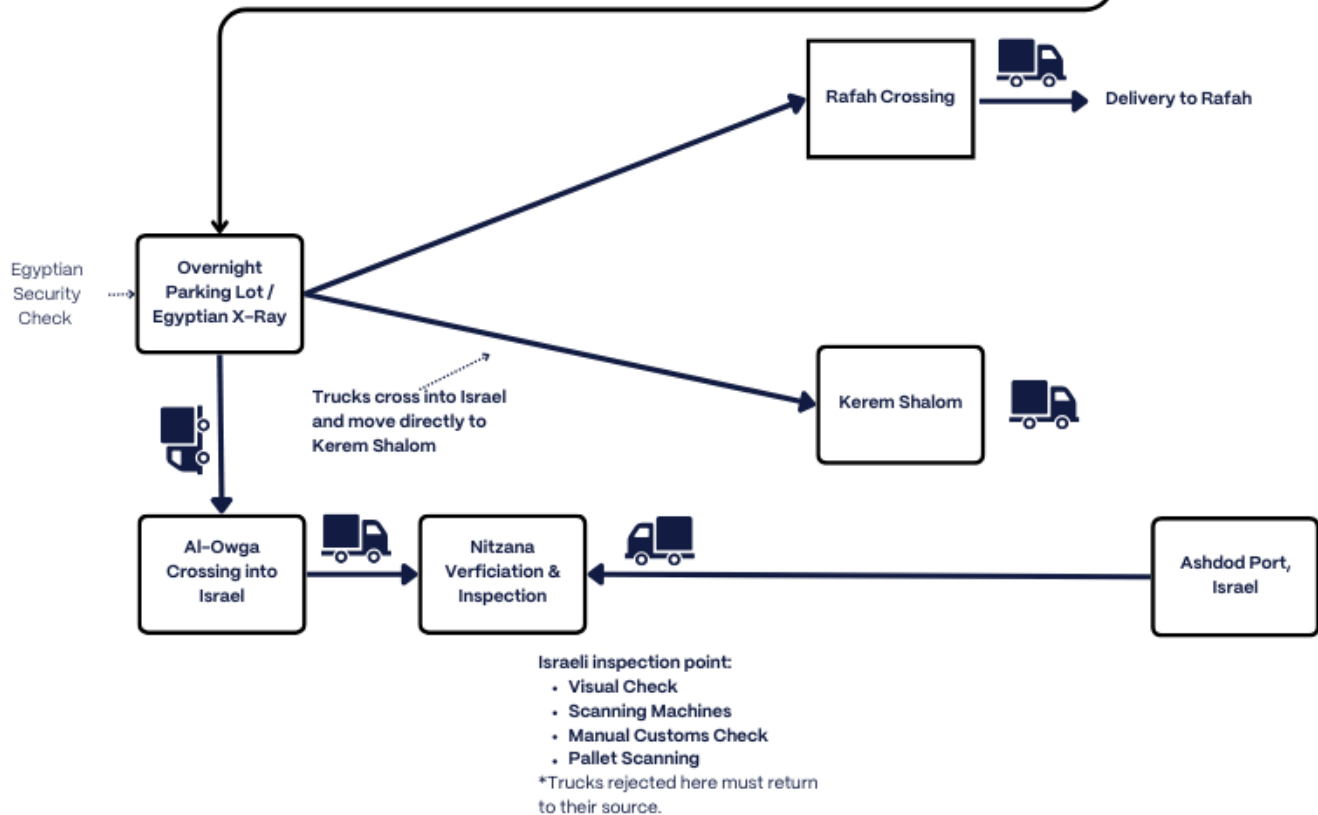 Rafah Crossing
Delivery to Rafah
Egyptian
Security
Check
Overnight
Parking Lot /
Egyptian X-Ray
Trucks cross into Israel
and move directly to
Kerem Shalom
Kerem Shalom
Al-Owga
Crossing into
Israel
Nitzana
Verficiation &
Inspection
Ashdod Port,
Israel
Israeli inspection point:
• Visual Check
• Scanning Machines
• Manual Customs Check
• Pallet Scanning
*Trucks rejected here must return
to their source.